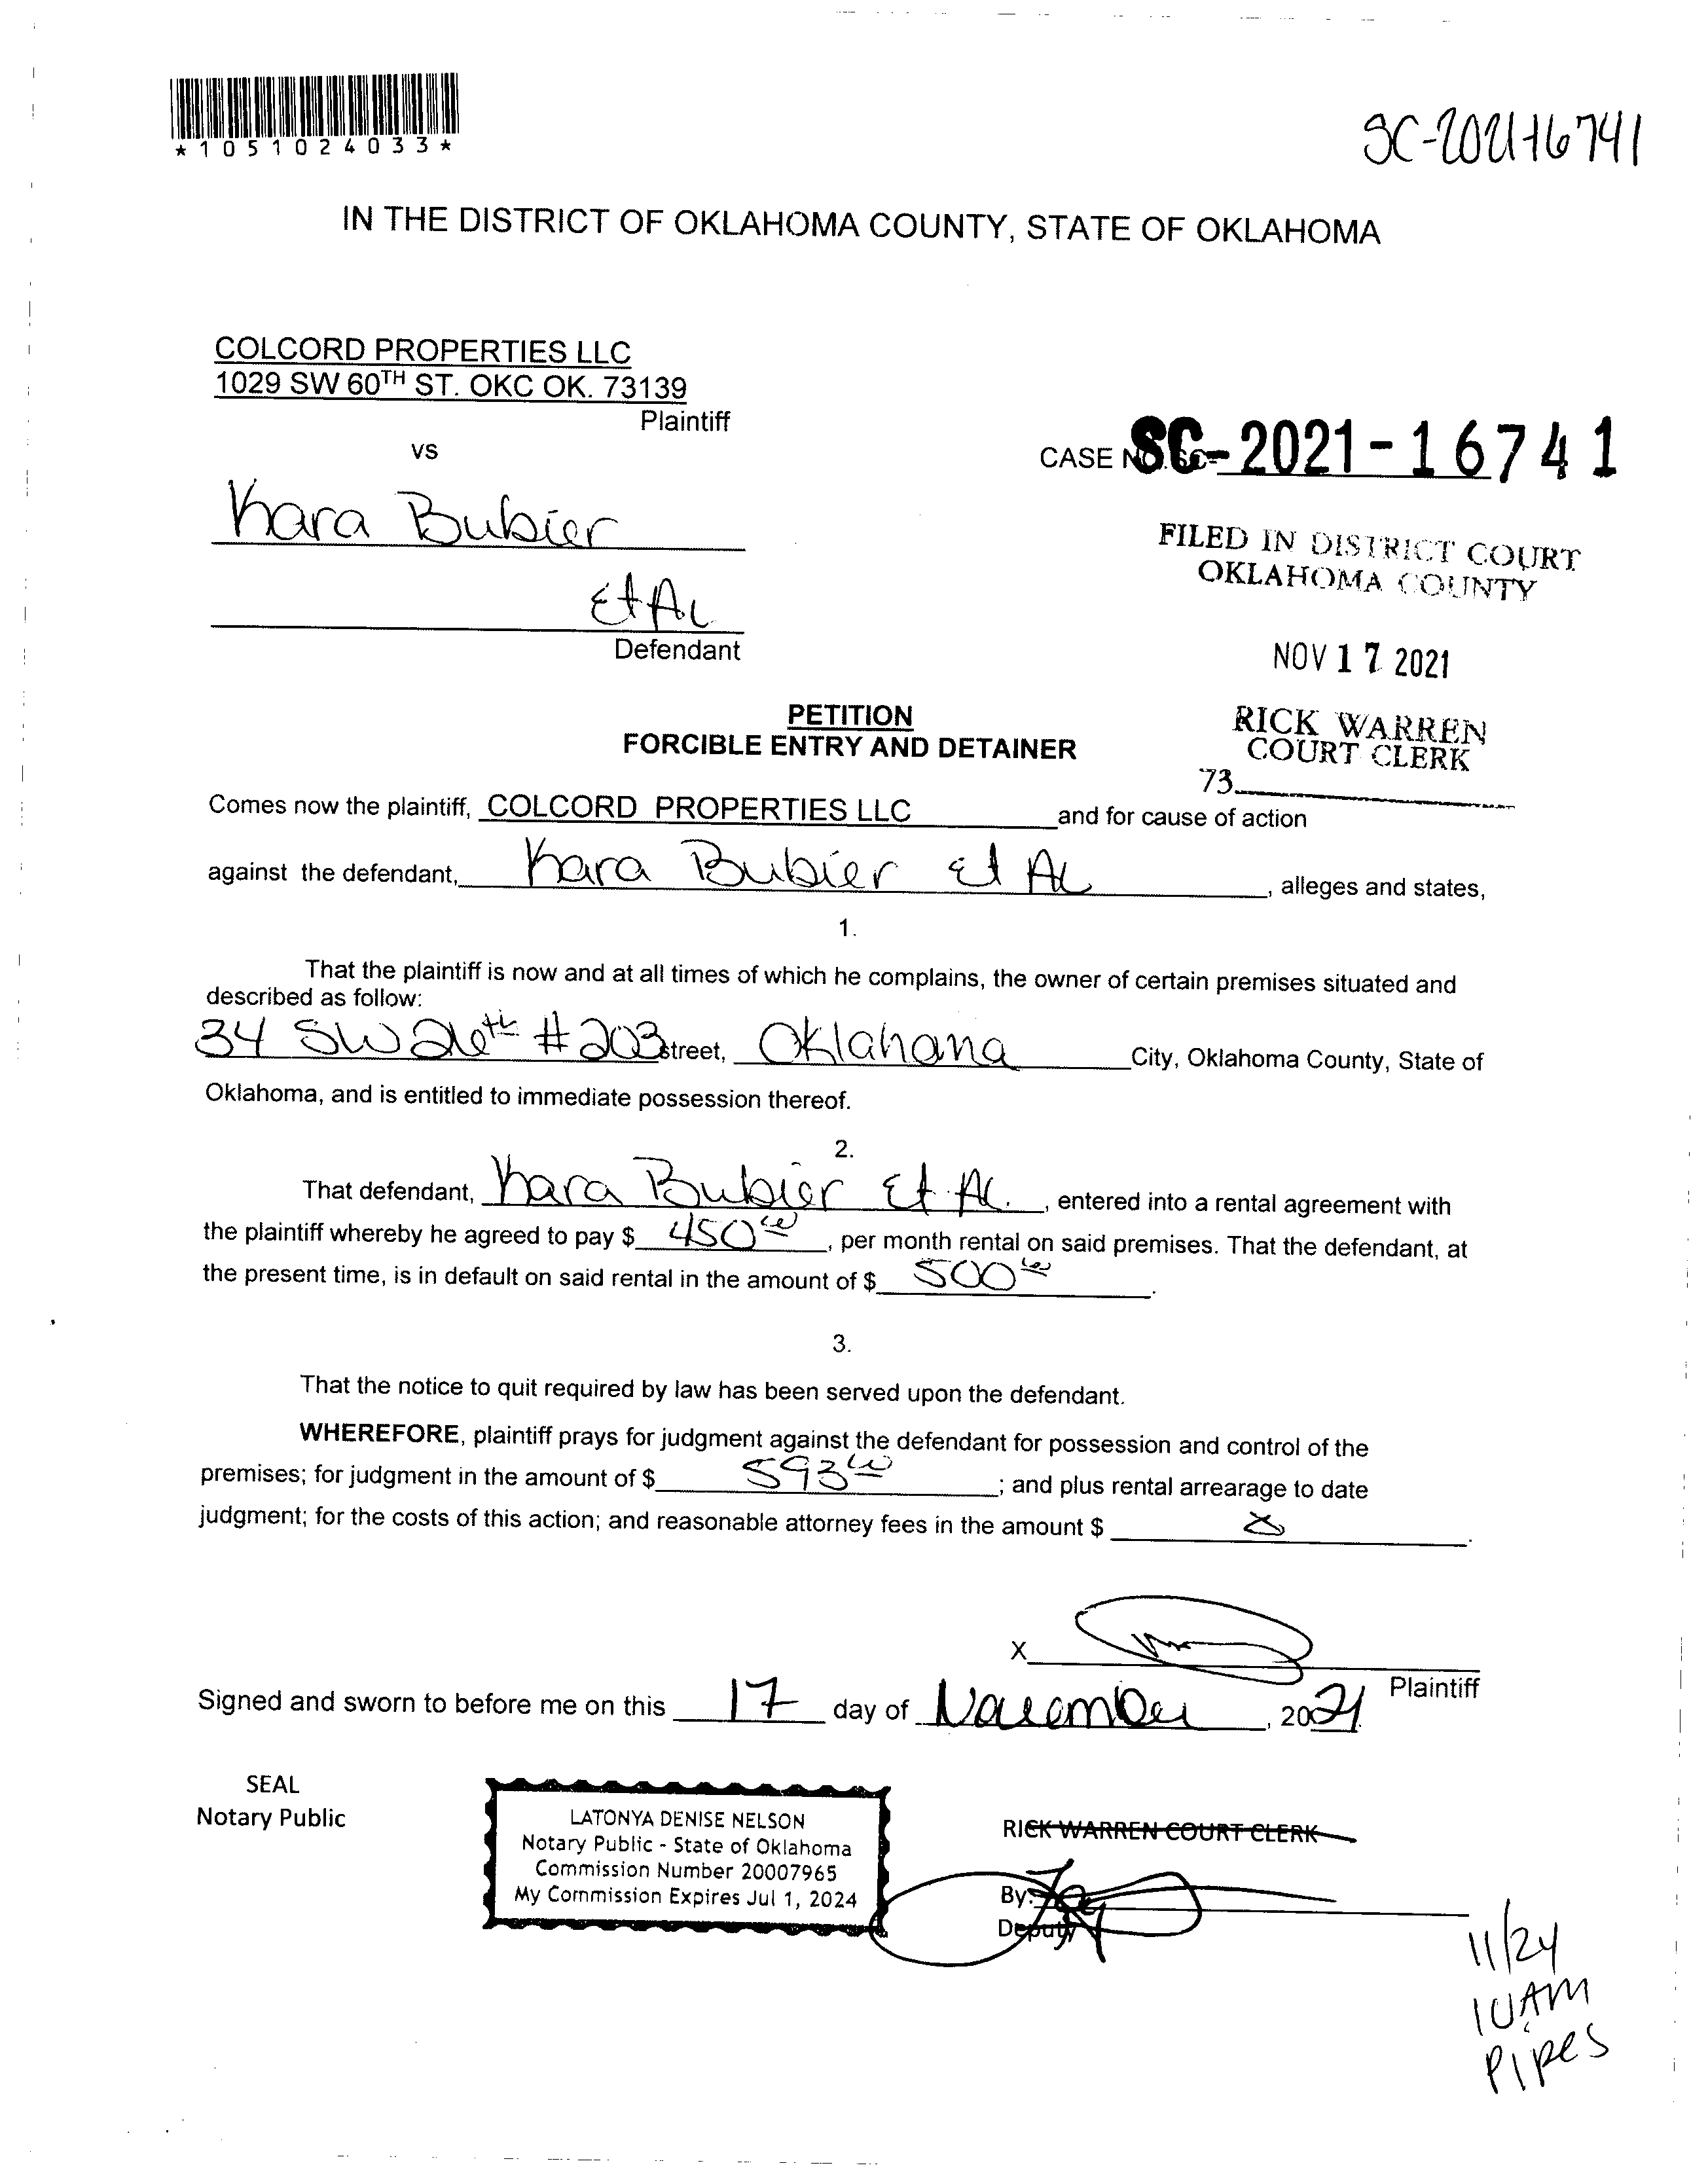 *1051024033*
SC-2021-16741
IN THE DISTRICT OF OKLAHOMA COUNTY, STATE OF OKLAHOMA
COLCORD PROPERTIES LLC
1029 SW 60TH ST. OKC OK. 73139
Plaintiff
vs
CASE NO. SC- SC-2021-16741
Kara Bubier
Et Al
Defendant
FILED IN DISTRICT COURT
OKLAHOMA COUNTY
NOV 17 2021
RICK WARREN
COURT CLERK
73
PETITION
FORCIBLE ENTRY AND DETAINER
Comes now the plaintiff, COLCORD PROPERTIES LLC and for cause of action
against the defendant, Kara Bubier Et Al, alleges and states,
1.
That the plaintiff is now and at all times of which he complains, the owner of certain premises situated and
described as follow:
34 SW 26th #203 street, Oklahoma City, Oklahoma County, State of
Oklahoma, and is entitled to immediate possession thereof.
2.
That defendant, Kara Bubier Et Al., entered into a rental agreement with
the plaintiff whereby he agreed to pay $ 450 00, per month rental on said premises. That the defendant, at
the present time, is in default on said rental in the amount of $ 500 00.
3.
That the notice to quit required by law has been served upon the defendant.
WHEREFORE, plaintiff prays for judgment against the defendant for possession and control of the
premises; for judgment in the amount of $ 593 00; and plus rental arrearage to date
judgment; for the costs of this action; and reasonable attorney fees in the amount $ .
X
Plaintiff
Signed and sworn to before me on this 17 day of November, 2021
SEAL
Notary Public
LATONYA DENISE NELSON
Notary Public - State of Oklahoma
Commission Number 20007965
My Commission Expires Jul 1, 2024
RICK WARREN COURT CLERK
By:
Deputy
11/24
10AM
Pipes